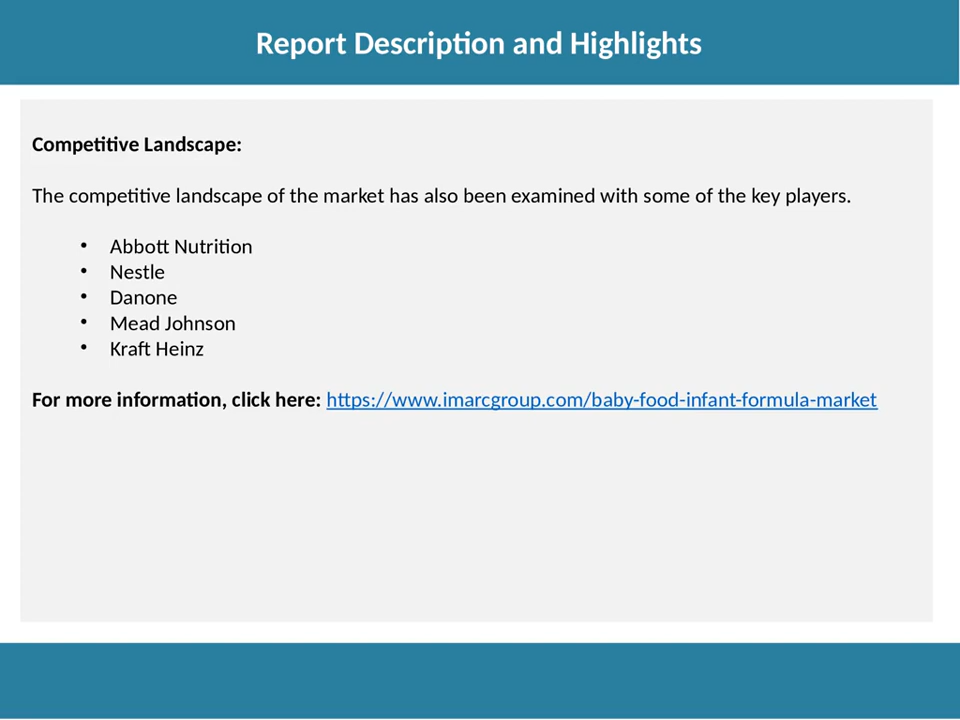 Report Description and Highlights
Competitive Landscape:
The competitive landscape of the market has also been examined with some of the key players.
• Abbott Nutrition
• Nestle
• Danone
• Mead Johnson
• Kraft Heinz
For more information, click here: https://www.imarcgroup.com/baby-food-infant-formula-market